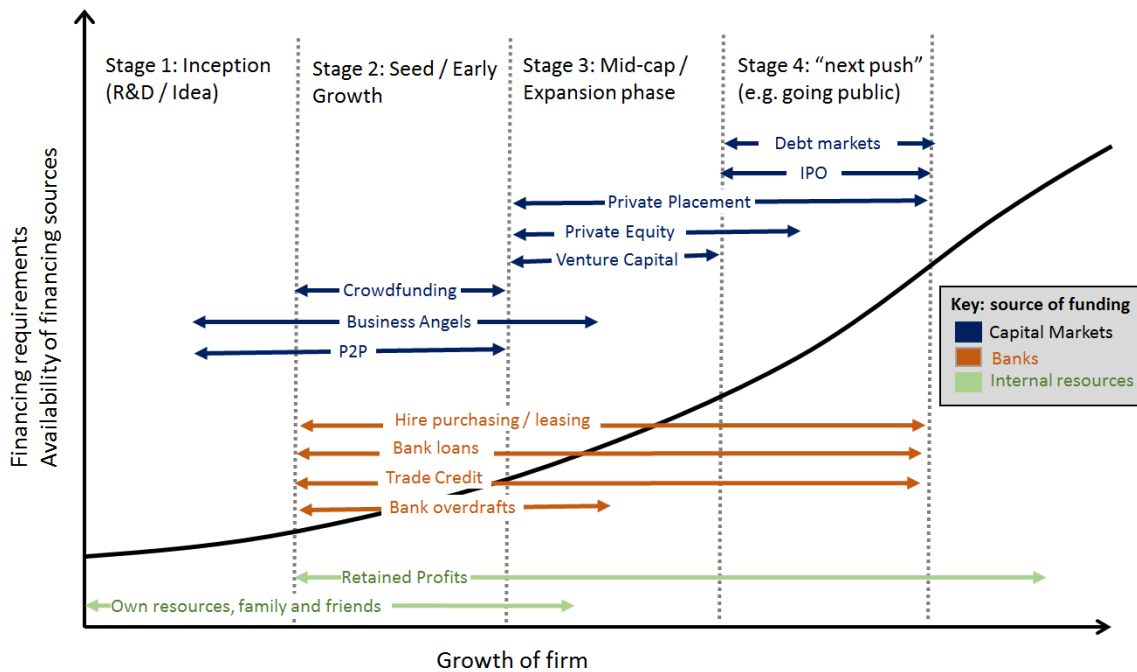 Stage 1: Inception
(R&D / Idea)
Stage 2: Seed / Early
Growth
Stage 3: Mid-cap /
Expansion phase
Stage 4: “next push”
(e.g. going public)
Debt markets
IPO
Private Placement
Private Equity
Venture Capital
Crowdfunding
Business Angels
P2P
Hire purchasing / leasing
Bank loans
Trade Credit
Bank overdrafts
Retained Profits
Own resources, family and friends
Key: source of funding
Capital Markets
Banks
Internal resources
Financing requirements
Availability of financing sources
Growth of firm